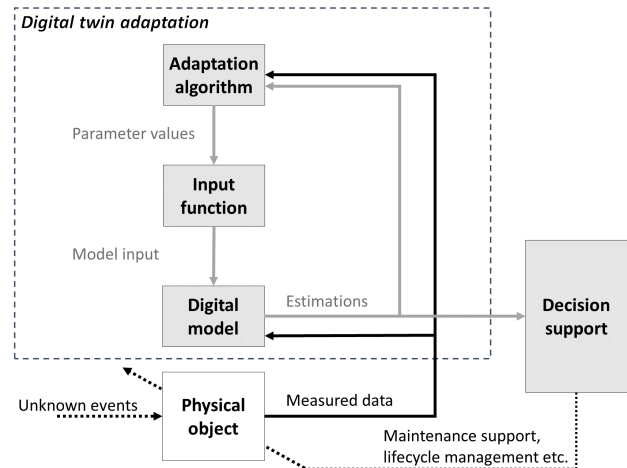 Digital twin adaptation
Adaptation
algorithm
Parameter values
Input
function
Model input
Digital
model
Estimations
Decision
support
Unknown events
Physical
object
Measured data
Maintenance support,
lifecycle management etc.